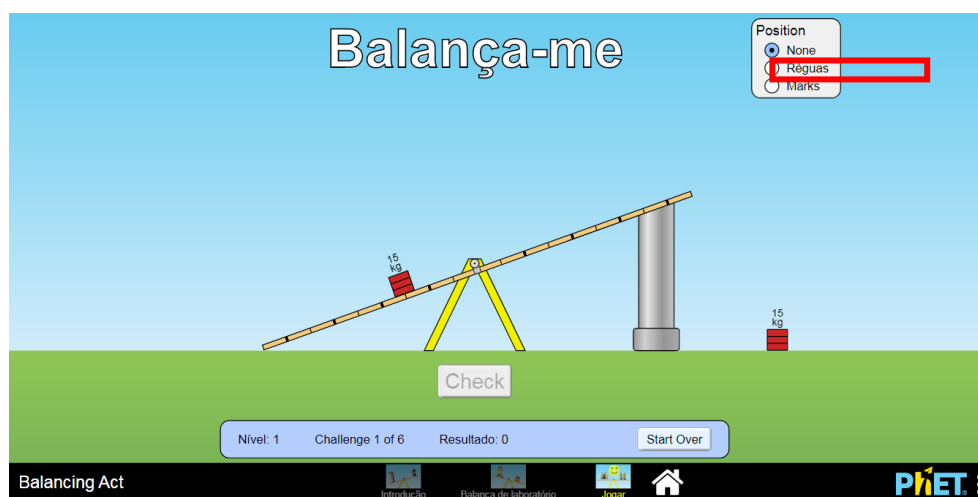 Balança-me
Position
None
Réguas
Marks
15
kg
15
kg
Check
Nível: 1 Challenge 1 of 6 Resultado: 0 Start Over
Balancing Act Introdução Balança de laboratório Jogar PhET